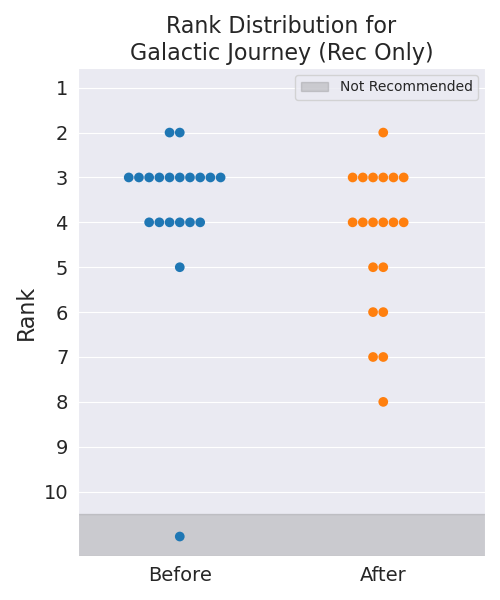 Rank Distribution for
Galactic Journey (Rec Only)
Not Recommended
1
2
3
4
5
6
7
8
9
10
Rank
Before
After